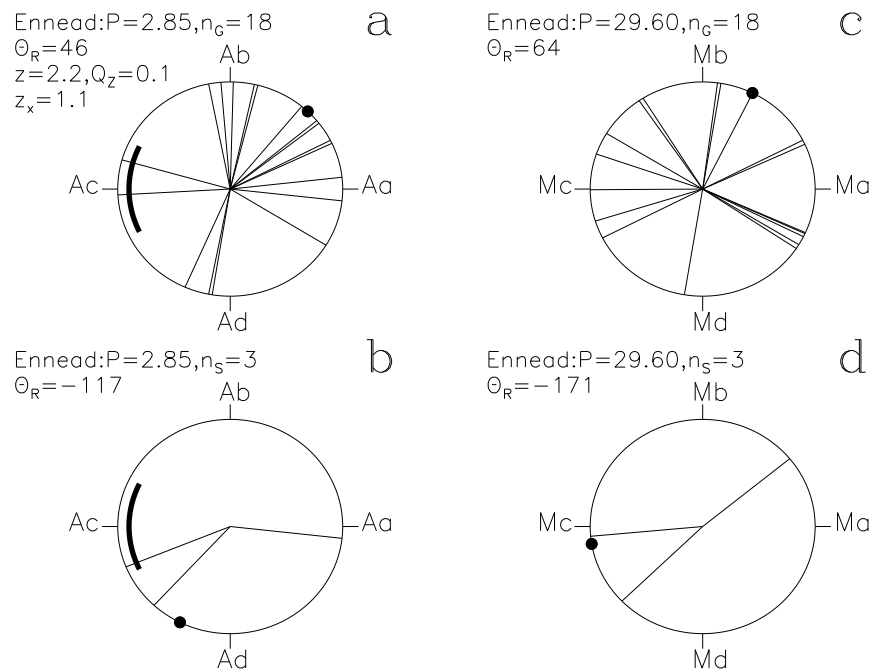 Ennead:P=2.85,n_G=18
Θ_R=46
z=2.2,Q_Z=0.1
z_x=1.1
a
Ab
Ac
Aa
Ad
Ennead:P=29.60,n_G=18
Θ_R=64
c
Mb
Mc
Ma
Md
Ennead:P=2.85,n_S=3
Θ_R=−117
b
Ab
Ac
Aa
Ad
Ennead:P=29.60,n_S=3
Θ_R=−171
d
Mb
Mc
Ma
Md